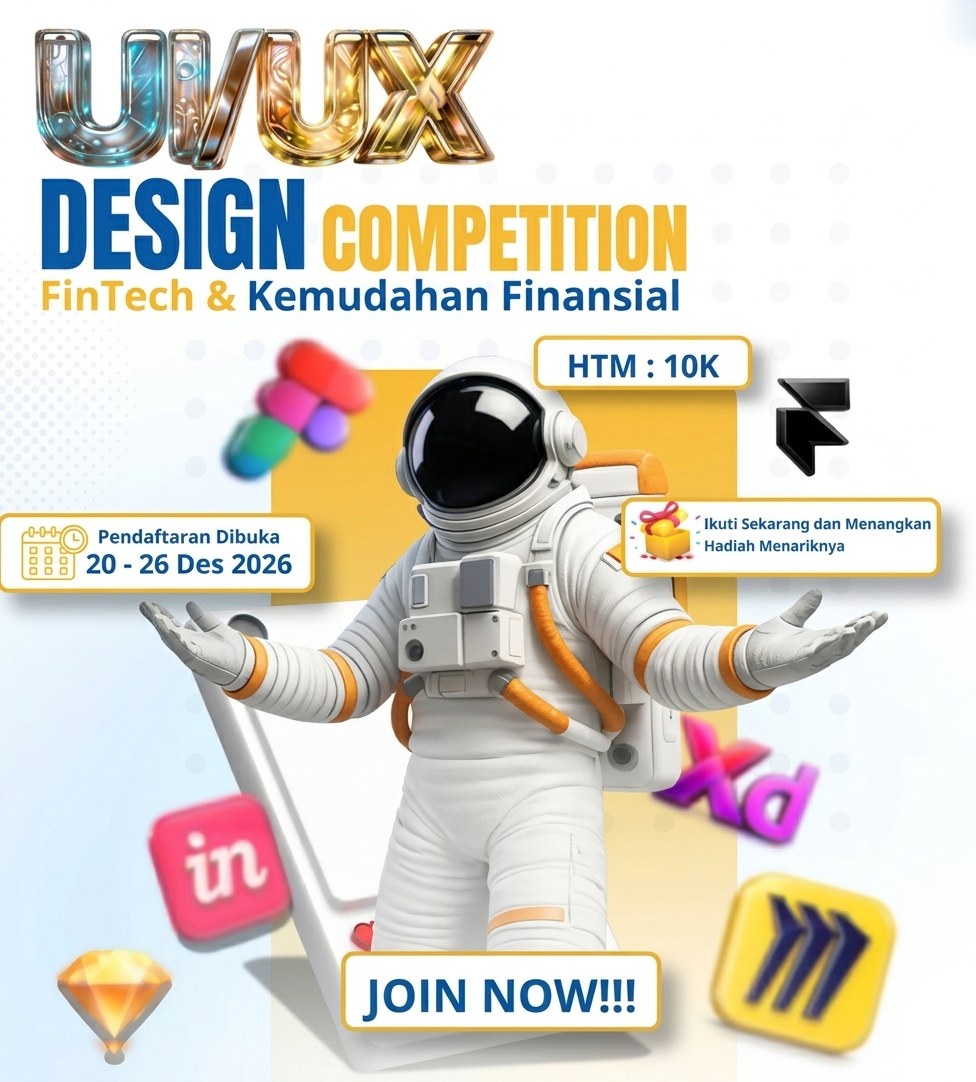 UI/UX
DESIGN COMPETITION
FinTech & Kemudahan Finansial
HTM : 10K
Pendaftaran Dibuka
20 - 26 Des 2026
Ikuti Sekarang dan Menangkan
Hadiah Menariknya
Xd
in
m
JOIN NOW!!!